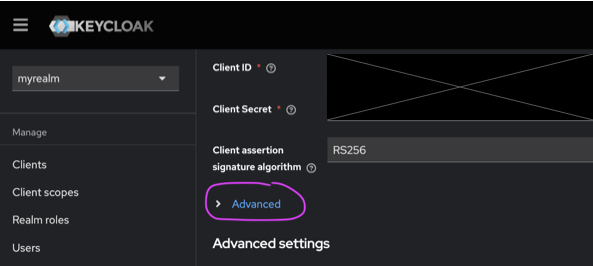 KEYCLOAK
myrealm
Manage
Clients
Client scopes
Realm roles
Users
Client ID *
Client Secret *
Client assertion
signature algorithm
RS256
Advanced
Advanced settings